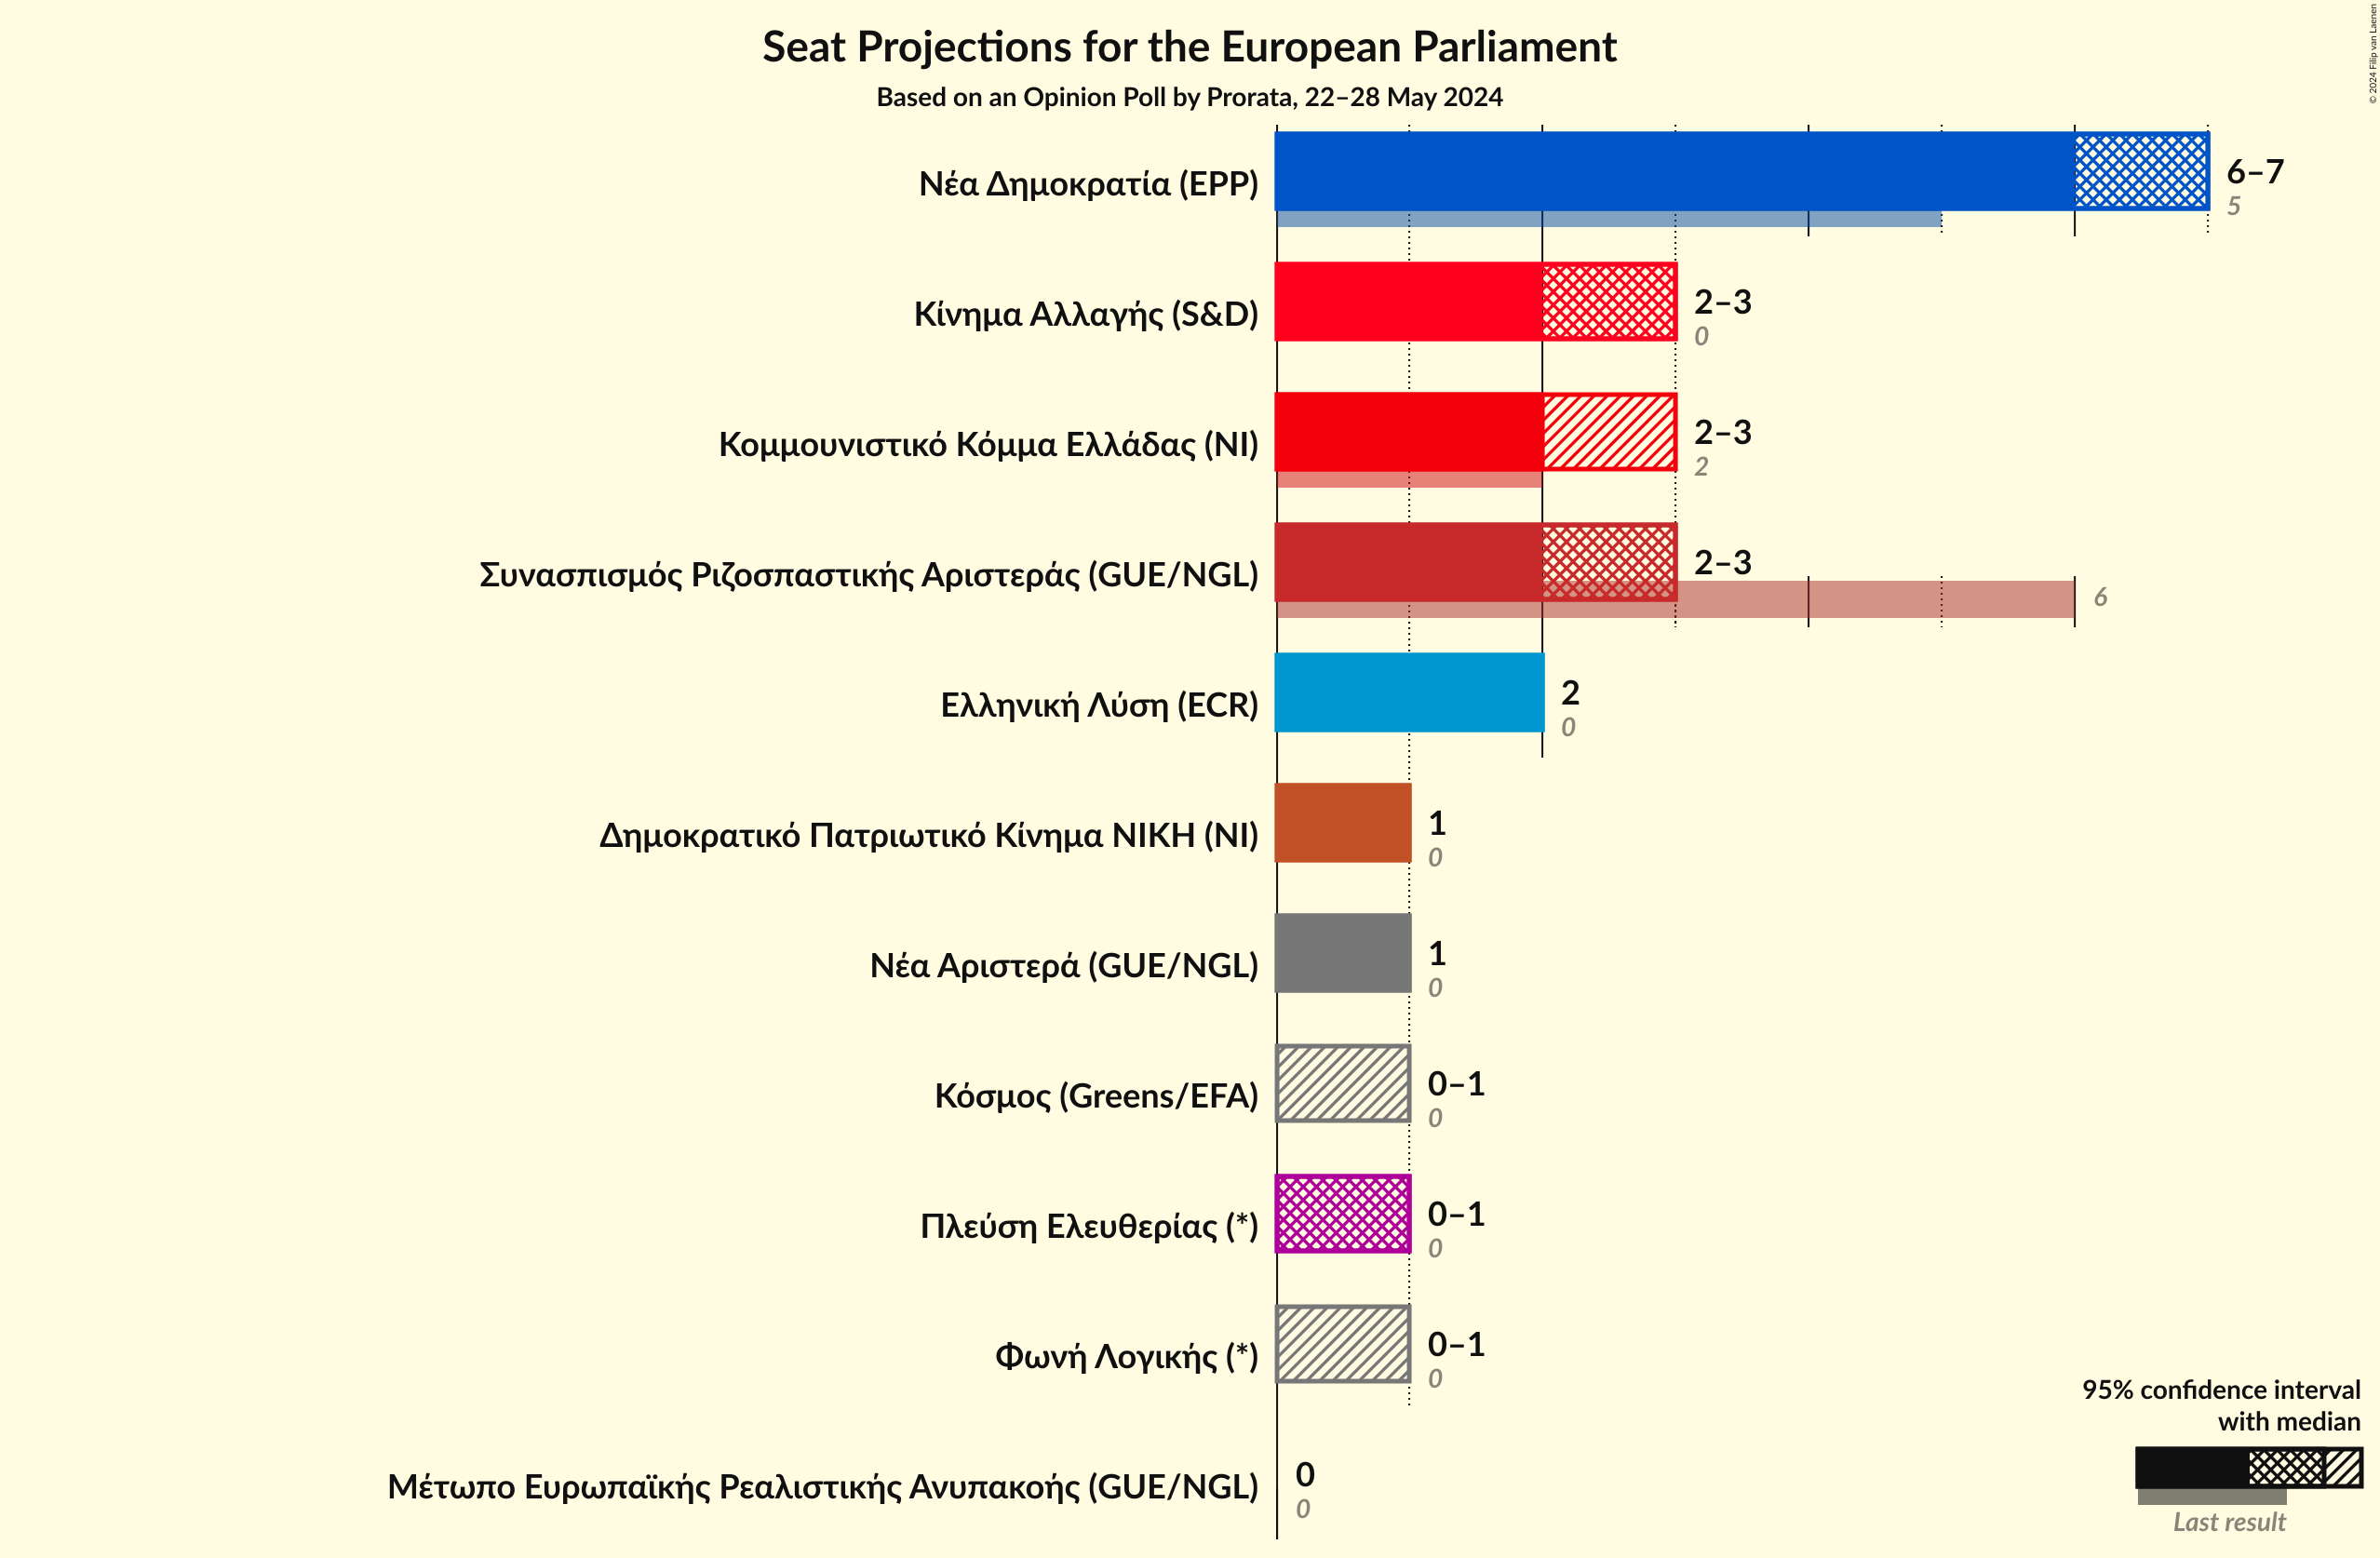 Seat Projections for the European Parliament
Based on an Opinion Poll by Prorata, 22–28 May 2024
© 2024 Filip van Laenen
Νέα Δημοκρατία (EPP)
6–7
5
Κίνημα Αλλαγής (S&D)
2–3
0
Κομμουνιστικό Κόμμα Ελλάδας (NI)
2–3
2
Συνασπισμός Ριζοσπαστικής Αριστεράς (GUE/NGL)
2–3
6
Ελληνική Λύση (ECR)
2
0
Δημοκρατικό Πατριωτικό Κίνημα ΝΙΚΗ (NI)
1
0
Νέα Αριστερά (GUE/NGL)
1
0
Κόσμος (Greens/EFA)
0–1
0
Πλεύση Ελευθερίας (*)
0–1
0
Φωνή Λογικής (*)
0–1
0
Μέτωπο Ευρωπαϊκής Ρεαλιστικής Ανυπακοής (GUE/NGL)
0
0
95% confidence interval
with median
Last result